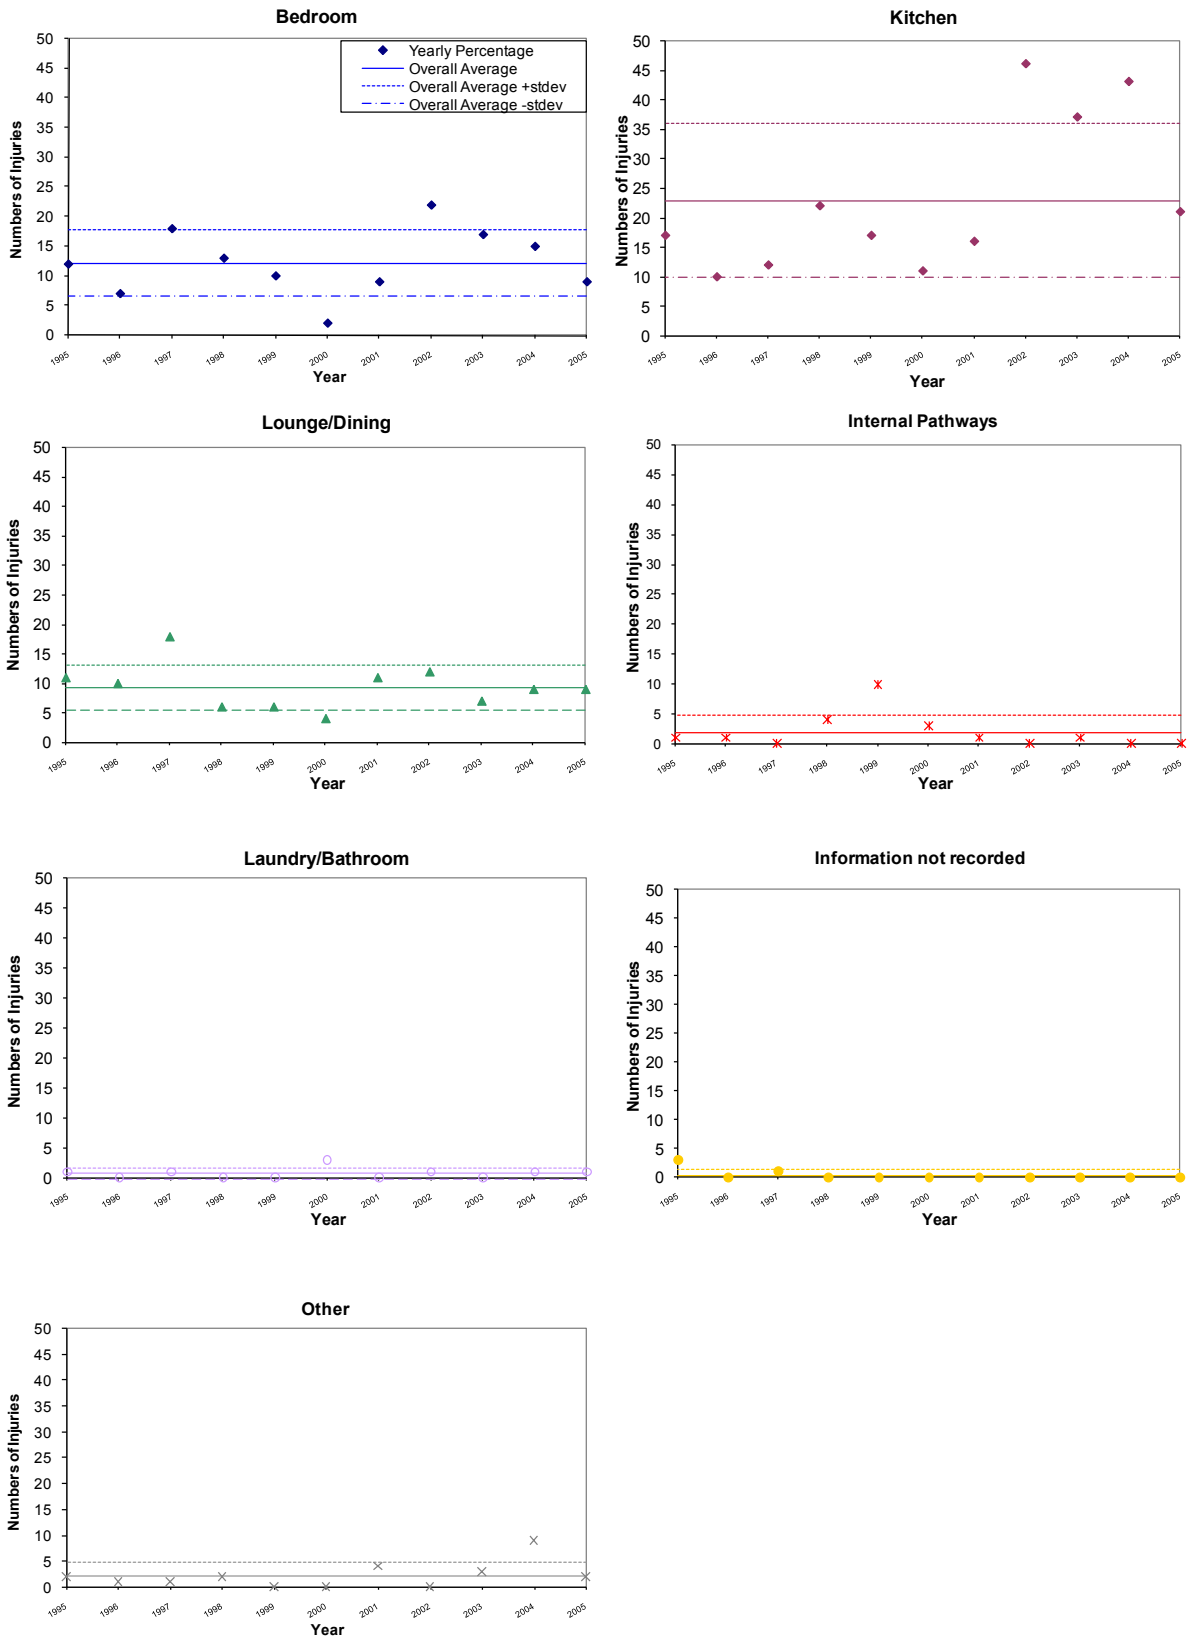 Bedroom
50
45
40
35
30
25
20
15
10
5
0
Numbers of Injuries
Yearly Percentage
Overall Average
Overall Average +stdev
Overall Average -stdev
1995 1996 1997 1998 1999 2000 2001 2002 2003 2004 2005
Year
Kitchen
50
45
40
35
30
25
20
15
10
5
0
Numbers of Injuries
1995 1996 1997 1998 1999 2000 2001 2002 2003 2004 2005
Year
Lounge/Dining
50
45
40
35
30
25
20
15
10
5
0
Numbers of Injuries
1995 1996 1997 1998 1999 2000 2001 2002 2003 2004 2005
Year
Internal Pathways
50
45
40
35
30
25
20
15
10
5
0
Numbers of Injuries
1995 1996 1997 1998 1999 2000 2001 2002 2003 2004 2005
Year
Laundry/Bathroom
50
45
40
35
30
25
20
15
10
5
0
Numbers of Injuries
1995 1996 1997 1998 1999 2000 2001 2002 2003 2004 2005
Year
Information not recorded
50
45
40
35
30
25
20
15
10
5
0
Numbers of Injuries
1995 1996 1997 1998 1999 2000 2001 2002 2003 2004 2005
Year
Other
50
45
40
35
30
25
20
15
10
5
0
Numbers of Injuries
1995 1996 1997 1998 1999 2000 2001 2002 2003 2004 2005
Year